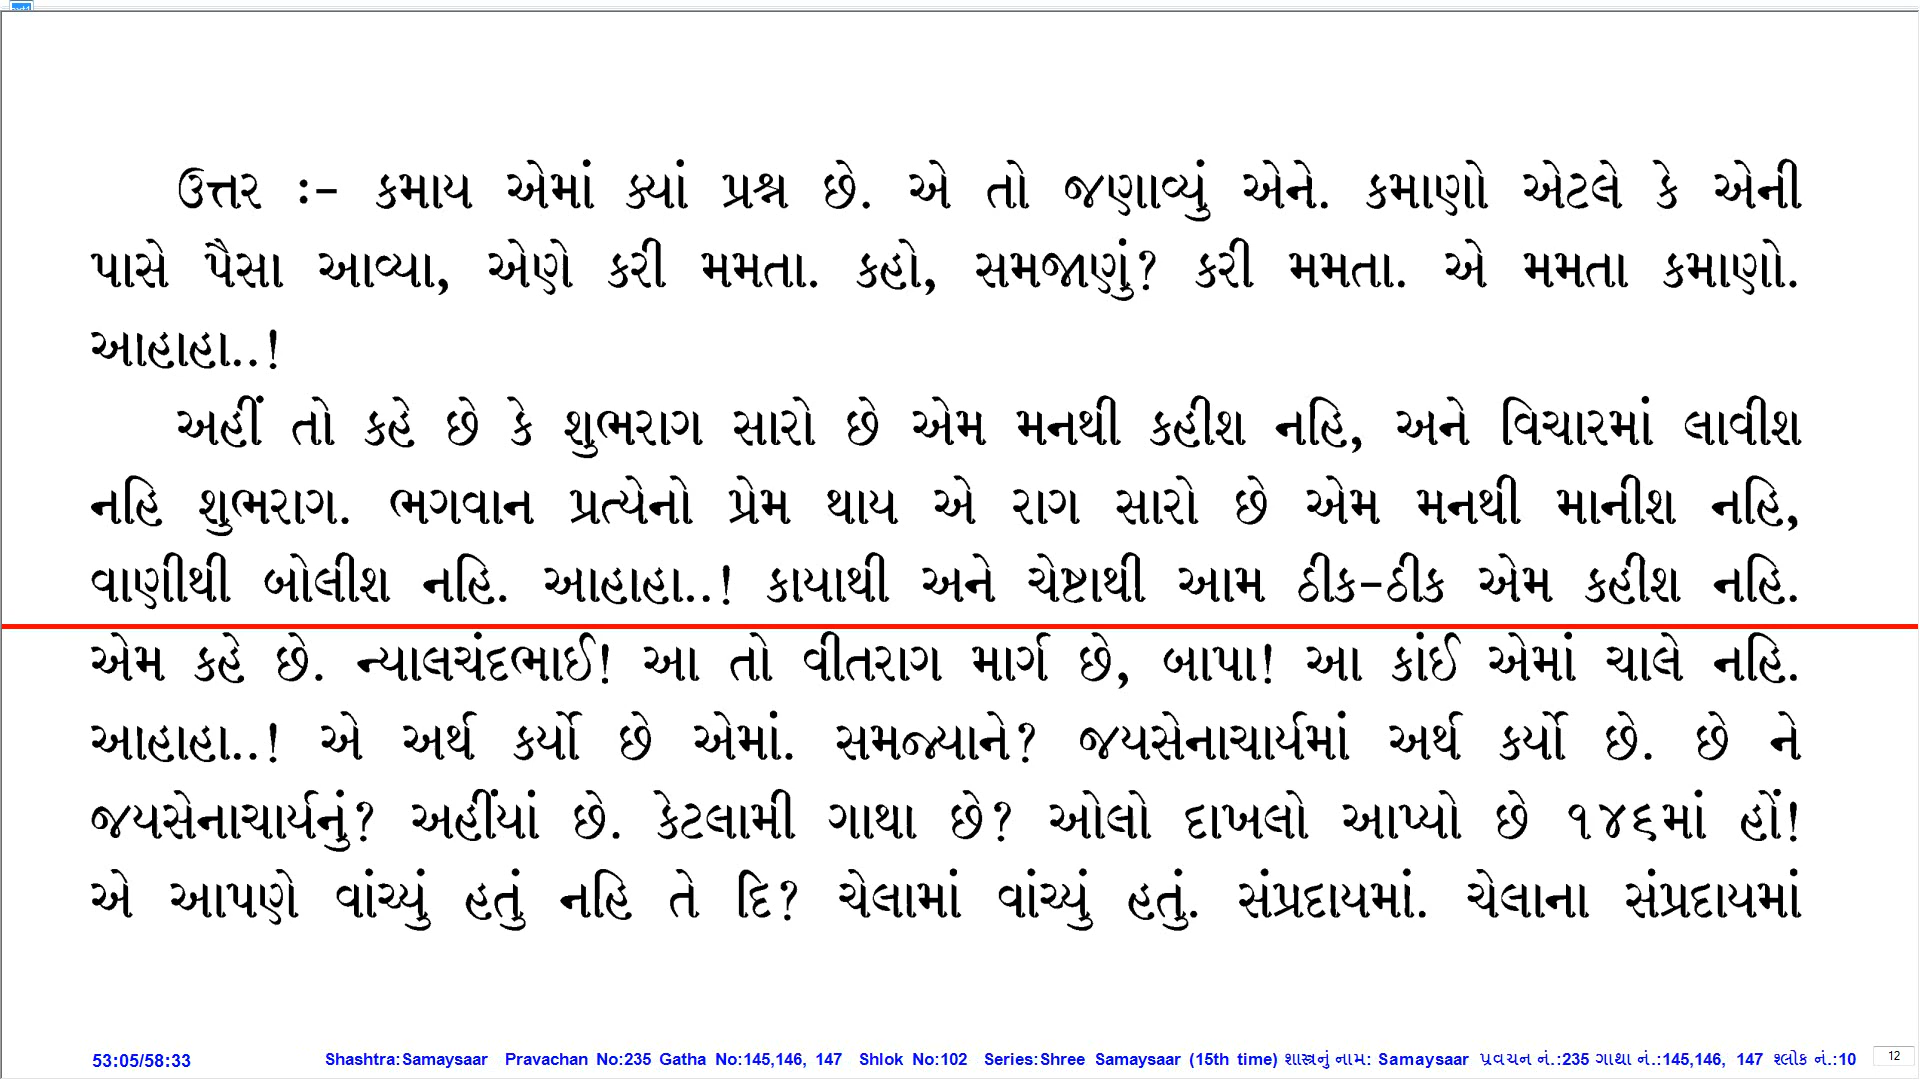 ઉત્તર :- કમાય એમાં ક્યાં પ્રશ્ન છે. એ તો જણાવ્યું એને. કમાણો એટલે કે એની
પાસે પૈસા આવ્યા, એણે કરી મમતા. કહો, સમજાણું? કરી મમતા. એ મમતા કમાણો.
આહાહા..!
અહીં તો કહે છે કે શુભરાગ સારો છે એમ મનથી કહીશ નહિ, અને વિચારમાં લાવીશ
નહિ શુભરાગ. ભગવાન પ્રત્યેનો પ્રેમ થાય એ રાગ સારો છે એમ મનથી માનીશ નહિ,
વાણીથી બોલીશ નહિ. આહાહા..! કાયાથી અને ચેષ્ટાથી આમ ઠીક-ઠીક એમ કહીશ નહિ.
એમ કહે છે. ન્યાલચંદભાઈ! આ તો વીતરાગ માર્ગ છે, બાપા! આ કાંઈ એમાં ચાલે નહિ.
આહાહા..! એ અર્થ કર્યો છે એમાં. સમજ્યાને? જયસેનાચાર્યમાં અર્થ કર્યો છે. છે ને
જયસેનાચાર્યનું? અહીંયાં છે. કેટલામી ગાથા છે? ઓલો દાખલો આપ્યો છે ૧૪૬માં હોં!
એ આપણે વાંચ્યું હતું નહિ તે દિ? ચેલામાં વાંચ્યું હતું. સંપ્રદાયમાં. ચેલાના સંપ્રદાયમાં
53:05/58:33 Shashtra:Samaysaar Pravachan No:235 Gatha No:145,146, 147 Shlok No:102 Series:Shree Samaysaar (15th time) શાસ્ત્રનું નામ: Samaysaar પ્રવચન નં.:235 ગાથા નં.:145,146, 147 શ્લોક નં.:10 12